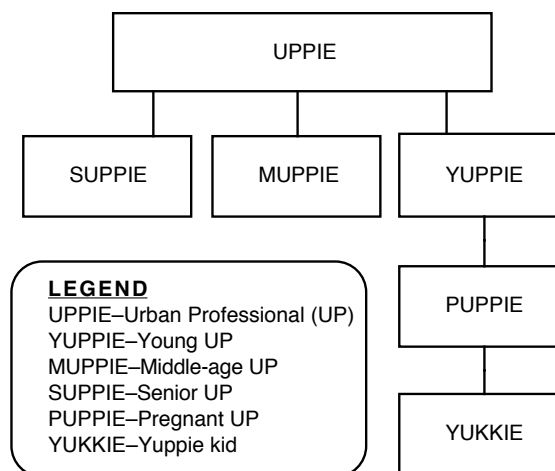 UPPIE
SUPPIE MUPPIE YUPPIE
PUPPIE
YUKKIE
LEGEND
UPPIE–Urban Professional (UP)
YUPPIE–Young UP
MUPPIE–Middle-age UP
SUPPIE–Senior UP
PUPPIE–Pregnant UP
YUKKIE–Yuppie kid